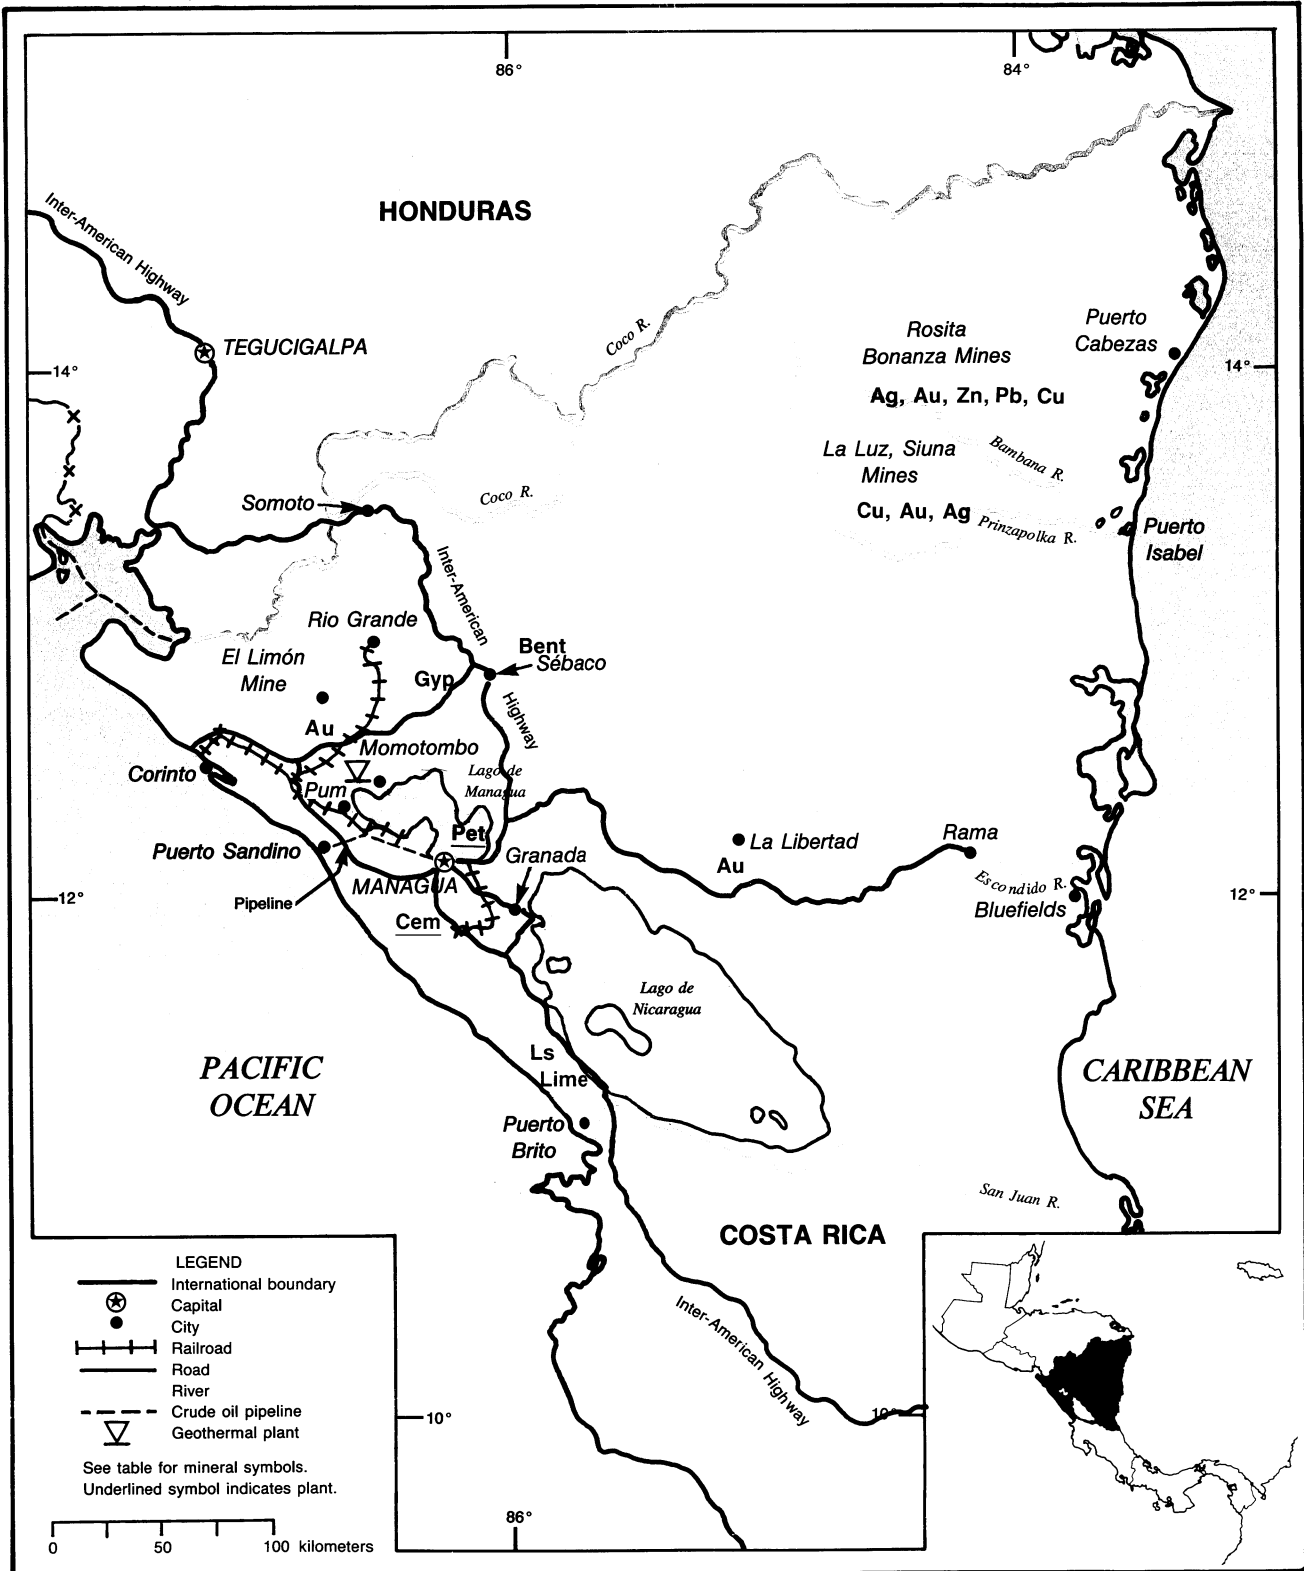 86°
84°
HONDURAS
Inter-American Highway
TEGUCIGALPA
14°
Coco R.
Rosita
Bonanza Mines
Ag, Au, Zn, Pb, Cu
Puerto
Cabezas
14°
La Luz, Siuna
Mines
Cu, Au, Ag
Bambana R.
Prinzapolka R.
Puerto
Isabel
Somoto
Coco R.
Inter-American
Highway
Rio Grande
El Limón
Mine
Au
Gyp
Bent
Sébaco
Momotombo
Corinto
Pum
Lago de
Managua
Pet
Puerto Sandino
MANAGUA
Granada
Pipeline
Cem
La Libertad
Au
Rama
Escondido R.
Bluefields
12°
12°
Lago de
Nicaragua
PACIFIC
OCEAN
Ls
Lime
Puerto
Brito
CARIBBEAN
SEA
San Juan R.
COSTA RICA
Inter-American Highway
10°
10°
86°
LEGEND
International boundary
Capital
City
Railroad
Road
River
Crude oil pipeline
Geothermal plant
See table for mineral symbols.
Underlined symbol indicates plant.
0 50 100 kilometers